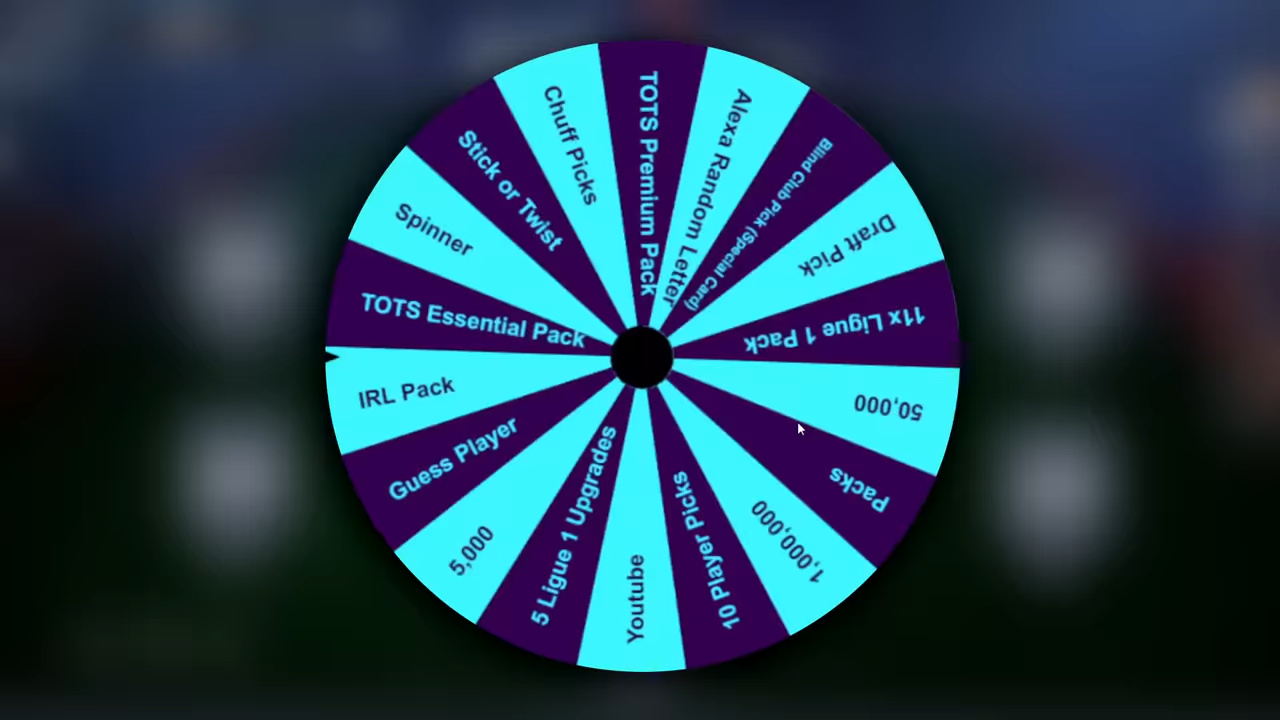 TOTS Premium Pack
Alexa Random Letter
Blind Club Pick (Special Card)
Draft Pick
11x Ligue 1 Pack
50,000
Packs
1,000,000
10 Player Picks
Youtube
5 Ligue 1 Upgrades
5,000
Guess Player
IRL Pack
TOTS Essential Pack
Spinner
Stick or Twist
Chuff Picks